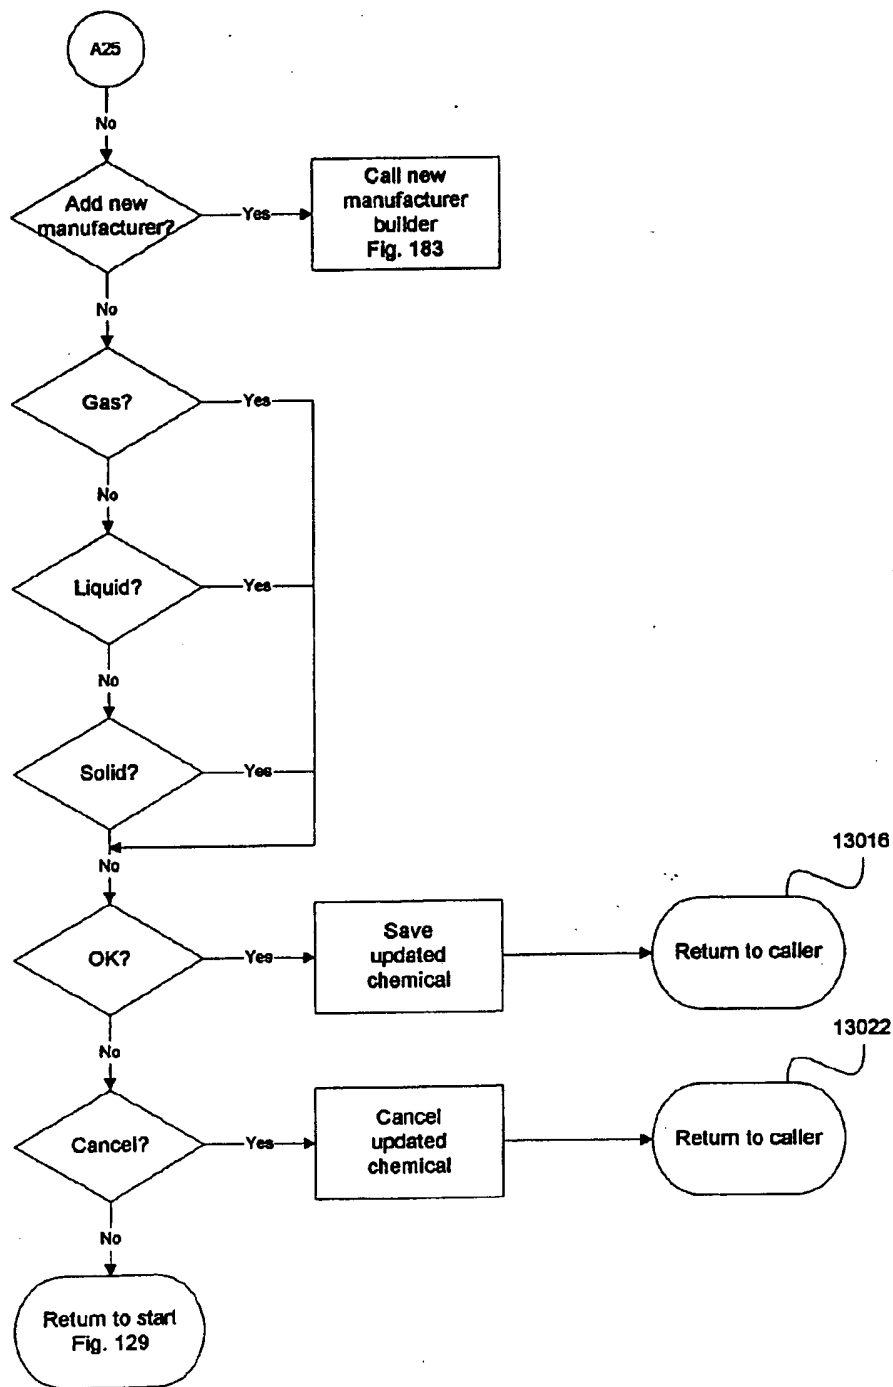 A25
No
Add new
manufacturer?
Yes
Call new
manufacturer
builder
Fig. 183
No
Gas?
Yes
No
Liquid?
Yes
No
Solid?
Yes
No
13016
OK?
Yes
Save
updated
chemical
Return to caller
No
13022
Cancel?
Yes
Cancel
updated
chemical
Return to caller
No
Return to start
Fig. 129